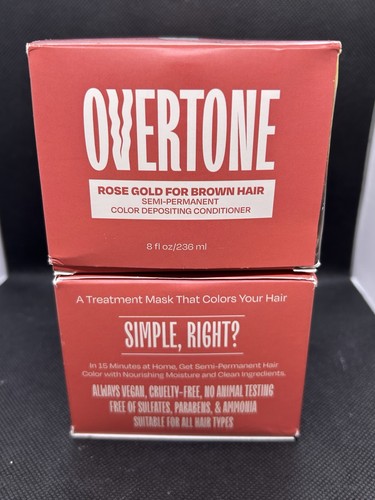 OVERTONE
ROSE GOLD FOR BROWN HAIR
SEMI-PERMANENT
COLOR DEPOSITING CONDITIONER
8 fl oz/236 ml
A Treatment Mask That Colors Your Hair
SIMPLE, RIGHT?
In 15 Minutes at Home, Get Semi-Permanent Hair
Color with Nourishing Moisture and Clean Ingredients.
ALWAYS VEGAN, CRUELTY-FREE, NO ANIMAL TESTING
FREE OF SULFATES, PARABENS, & AMMONIA
SUITABLE FOR ALL HAIR TYPES